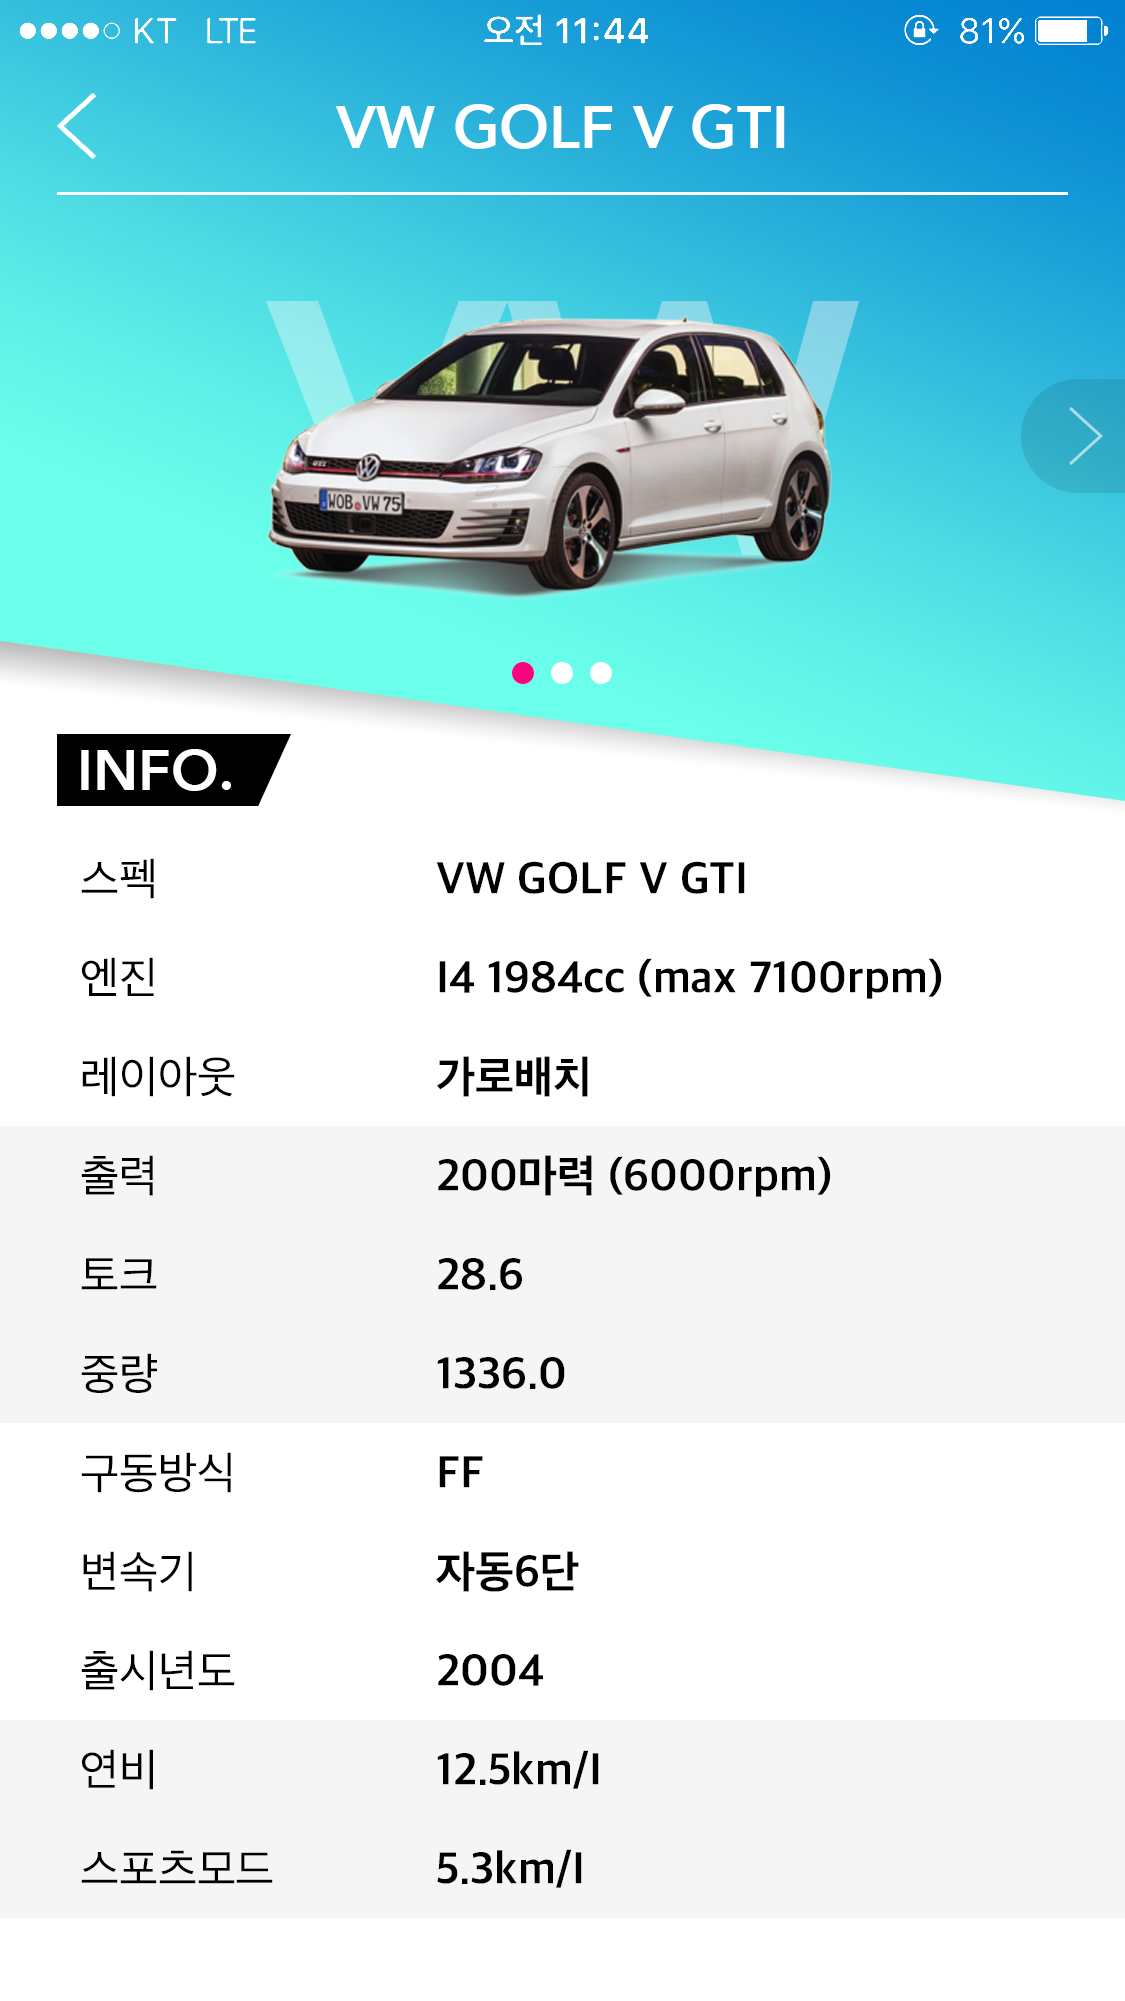 KT LTE 오전 11:44 81%
VW GOLF V GTI
VW
GTI
WOB VW 75
INFO.
스펙 VW GOLF V GTI
엔진 I4 1984cc (max 7100rpm)
레이아웃 가로배치
출력 200마력 (6000rpm)
토크 28.6
중량 1336.0
구동방식 FF
변속기 자동6단
출시년도 2004
연비 12.5km/l
스포츠모드 5.3km/l